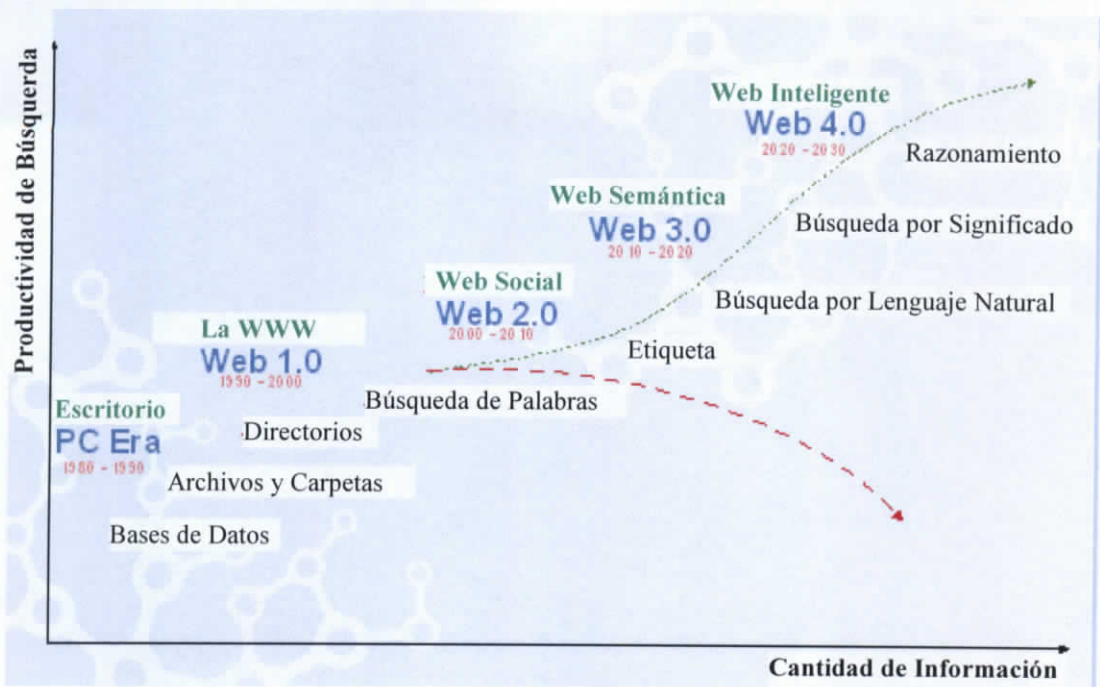 Productividad de Búsquerda
Web Inteligente
Web 4.0
2020 - 2030
Razonamiento
Web Semántica
Web 3.0
2010 - 2020
Búsqueda por Significado
Web Social
Web 2.0
2000 - 2010
Búsqueda por Lenguaje Natural
La WWW
Web 1.0
1990 - 2000
Etiqueta
Búsqueda de Palabras
Escritorio
PC Era
1980 - 1990
Directorios
Archivos y Carpetas
Bases de Datos
Cantidad de Información